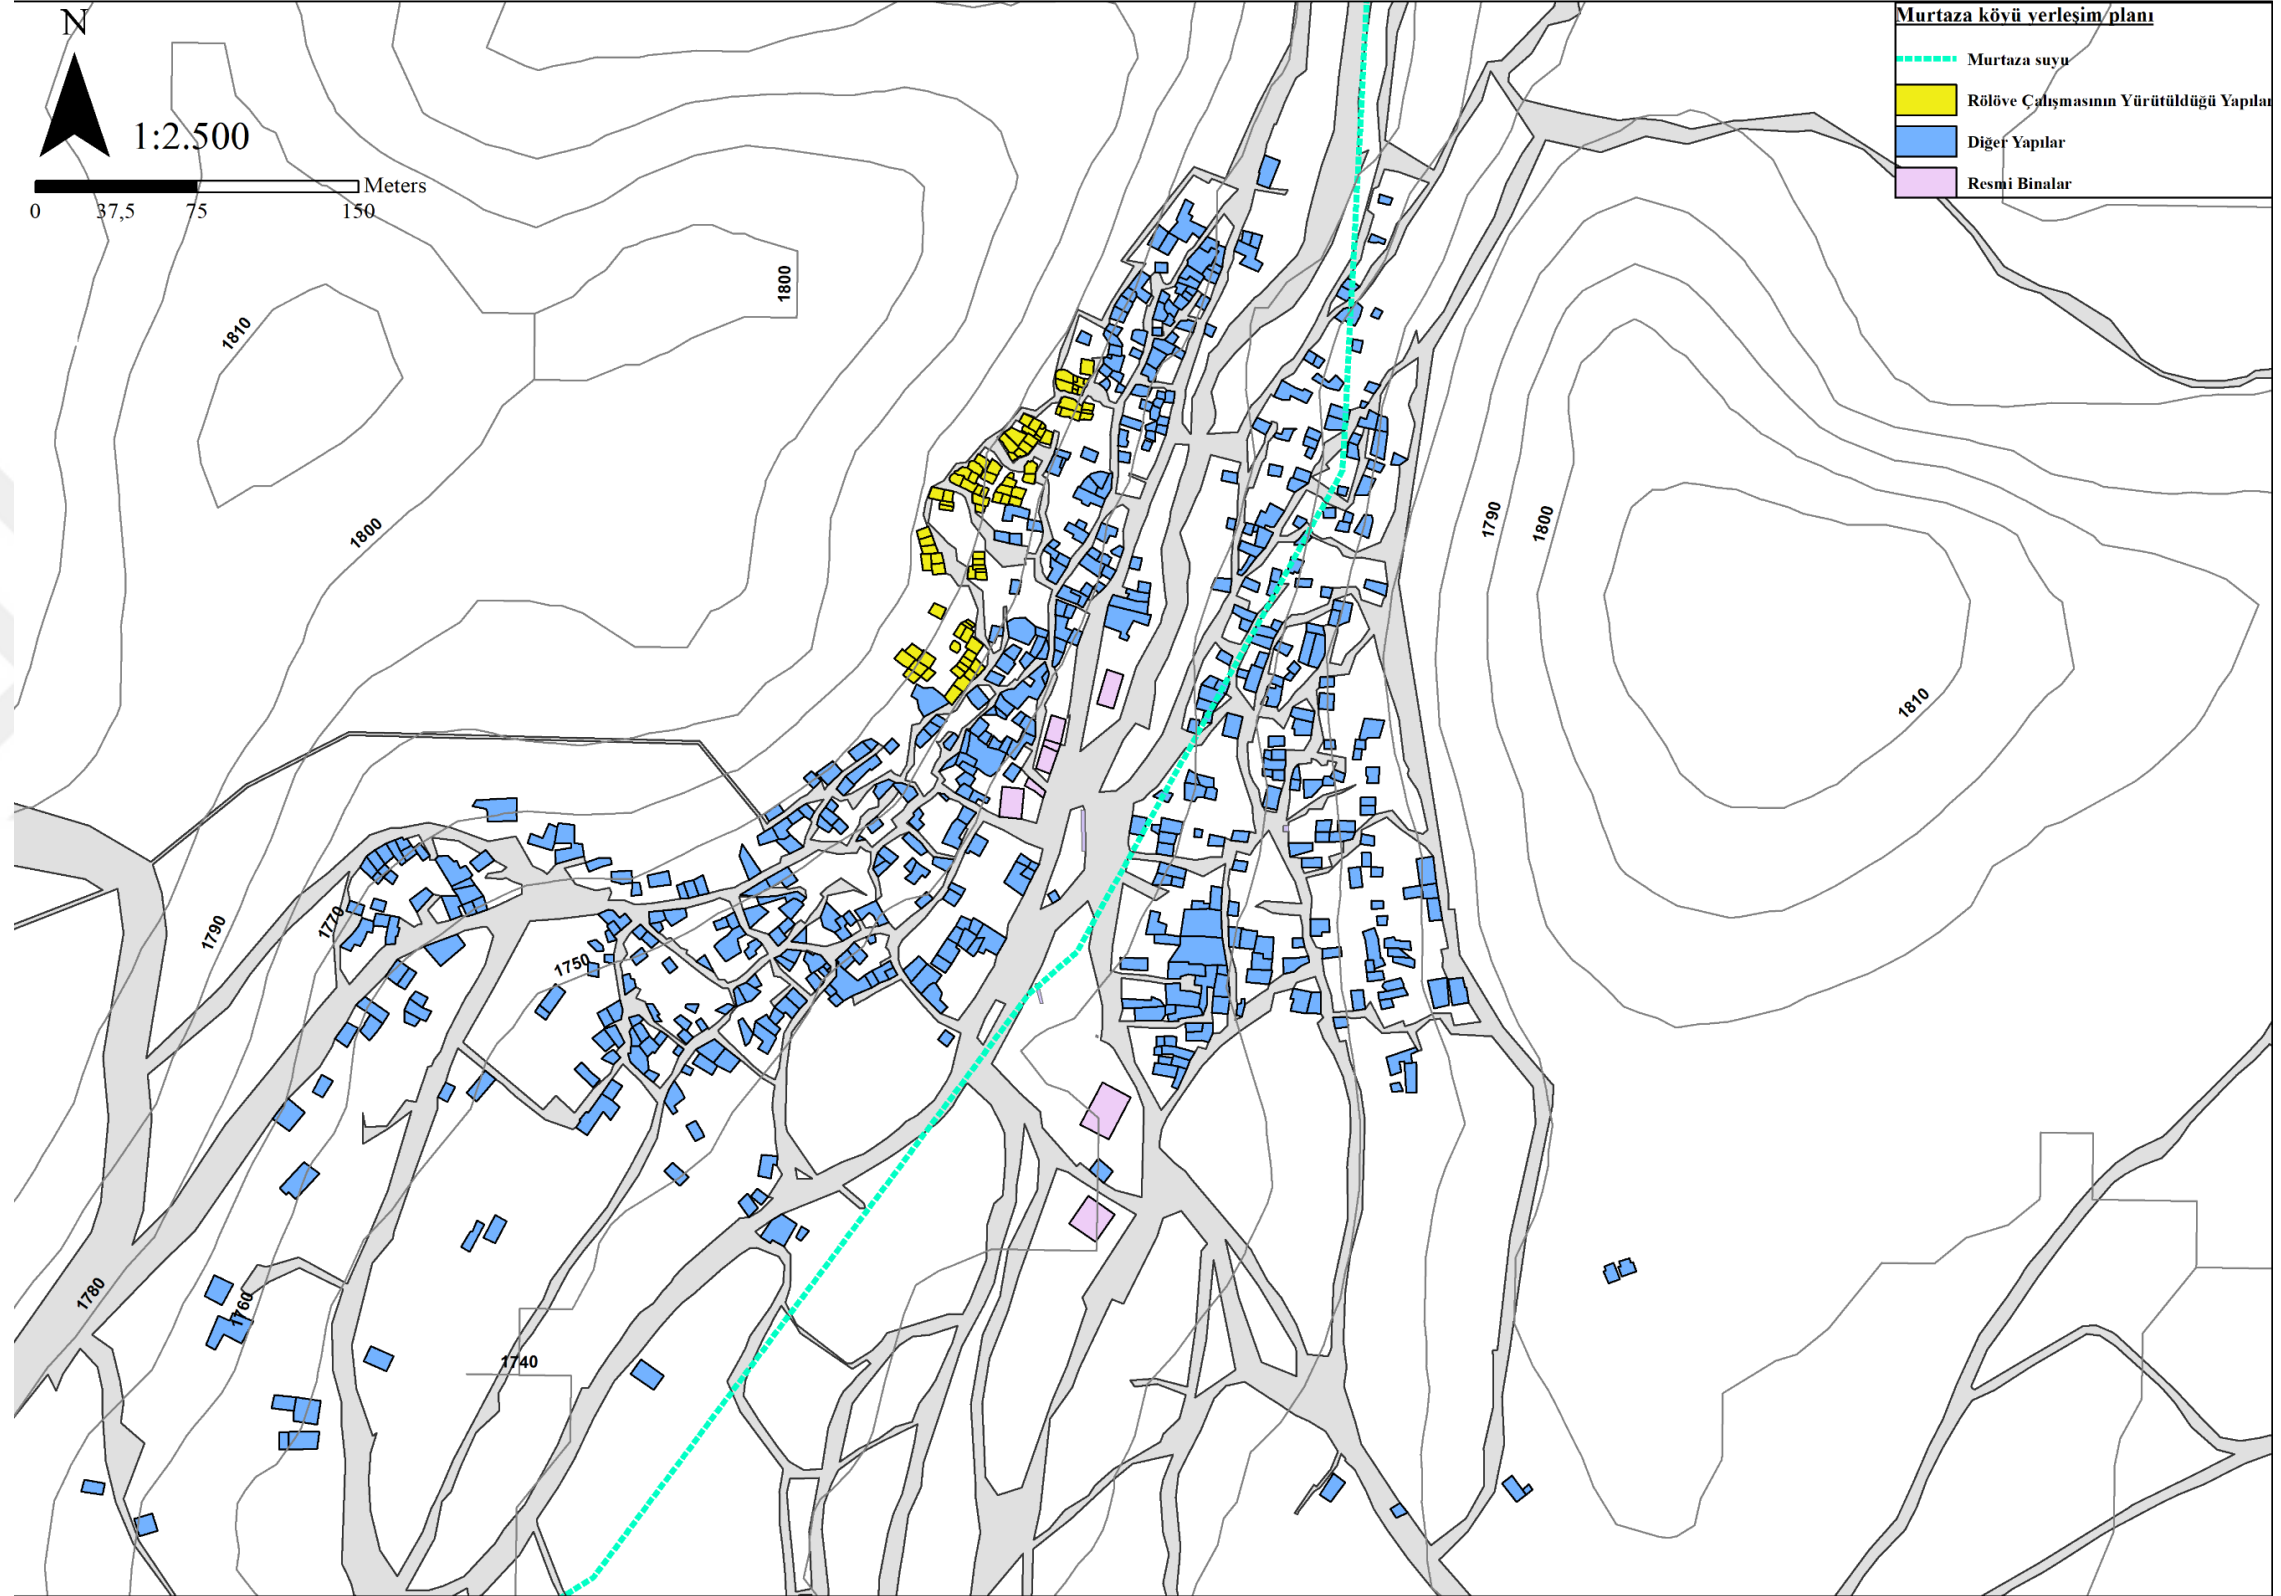 N
1:2.500
Meters
0 37,5 75 150
Murtaza köyü yerleşim planı
Murtaza suyu
Rölöve Çalışmasının Yürütüldüğü Yapılar
Diğer Yapılar
Resmi Binalar
1800
1810
1800
1790
1800
1810
1790
1770
1750
1780
1760
1740